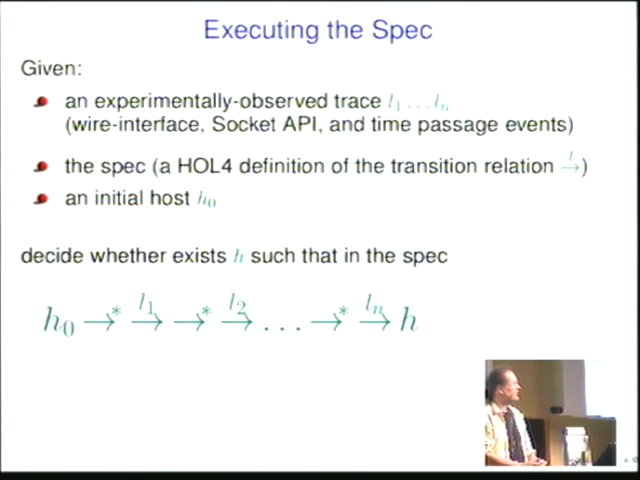 Executing the Spec
Given:
an experimentally-observed trace l₁ . . . lₙ
(wire-interface, Socket API, and time passage events)
the spec (a HOL4 definition of the transition relation →ˡ)
an initial host h₀
decide whether exists h such that in the spec
h₀ →* →ˡ₁ →* →ˡ₂ . . . →* →ˡₙ h